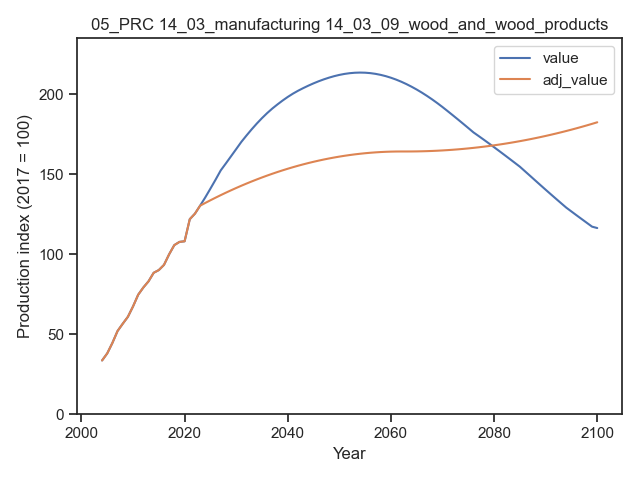 05_PRC 14_03_manufacturing 14_03_09_wood_and_wood_products
value
adj_value
Production index (2017 = 100)
200
150
100
50
0
2000 2020 2040 2060 2080 2100
Year